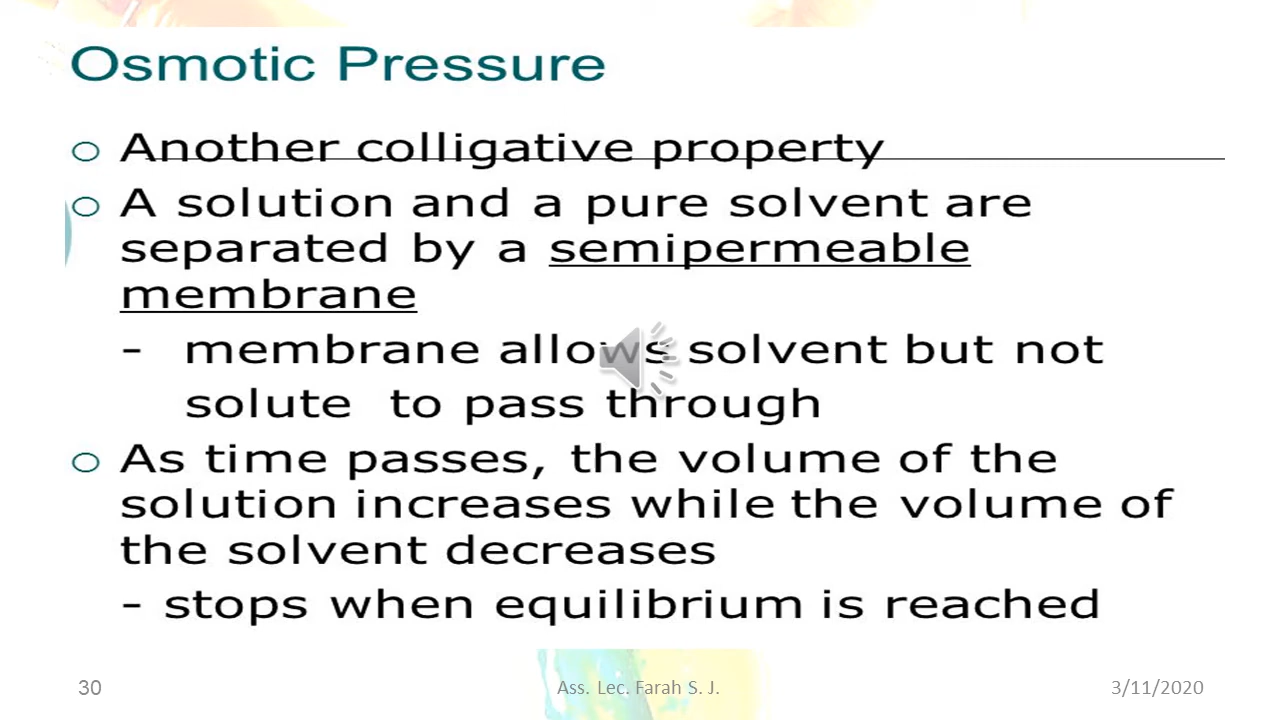 Osmotic Pressure
o Another colligative property
o A solution and a pure solvent are
separated by a semipermeable
membrane
- membrane allows solvent but not
solute to pass through
o As time passes, the volume of the
solution increases while the volume of
the solvent decreases
- stops when equilibrium is reached
30 Ass. Lec. Farah S. J. 3/11/2020